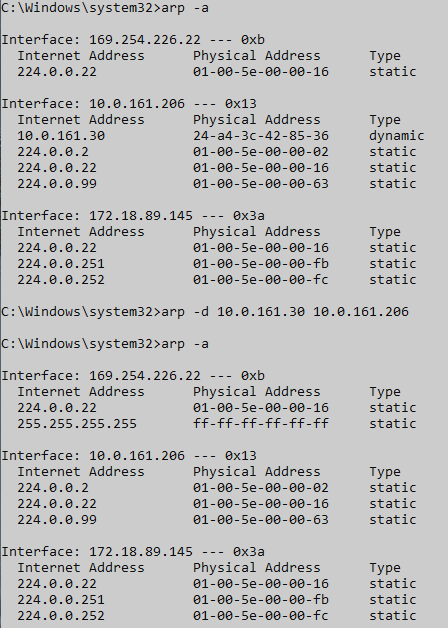 C:\Windows\system32>arp -a
Interface: 169.254.226.22 --- 0xb
Internet Address Physical Address Type
224.0.0.22 01-00-5e-00-00-16 static
Interface: 10.0.161.206 --- 0x13
Internet Address Physical Address Type
10.0.161.30 24-a4-3c-42-85-36 dynamic
224.0.0.2 01-00-5e-00-00-02 static
224.0.0.22 01-00-5e-00-00-16 static
224.0.0.99 01-00-5e-00-00-63 static
Interface: 172.18.89.145 --- 0x3a
Internet Address Physical Address Type
224.0.0.22 01-00-5e-00-00-16 static
224.0.0.251 01-00-5e-00-00-fb static
224.0.0.252 01-00-5e-00-00-fc static
C:\Windows\system32>arp -d 10.0.161.30 10.0.161.206
C:\Windows\system32>arp -a
Interface: 169.254.226.22 --- 0xb
Internet Address Physical Address Type
224.0.0.22 01-00-5e-00-00-16 static
255.255.255.255 ff-ff-ff-ff-ff-ff static
Interface: 10.0.161.206 --- 0x13
Internet Address Physical Address Type
224.0.0.2 01-00-5e-00-00-02 static
224.0.0.22 01-00-5e-00-00-16 static
224.0.0.99 01-00-5e-00-00-63 static
Interface: 172.18.89.145 --- 0x3a
Internet Address Physical Address Type
224.0.0.22 01-00-5e-00-00-16 static
224.0.0.251 01-00-5e-00-00-fb static
224.0.0.252 01-00-5e-00-00-fc static